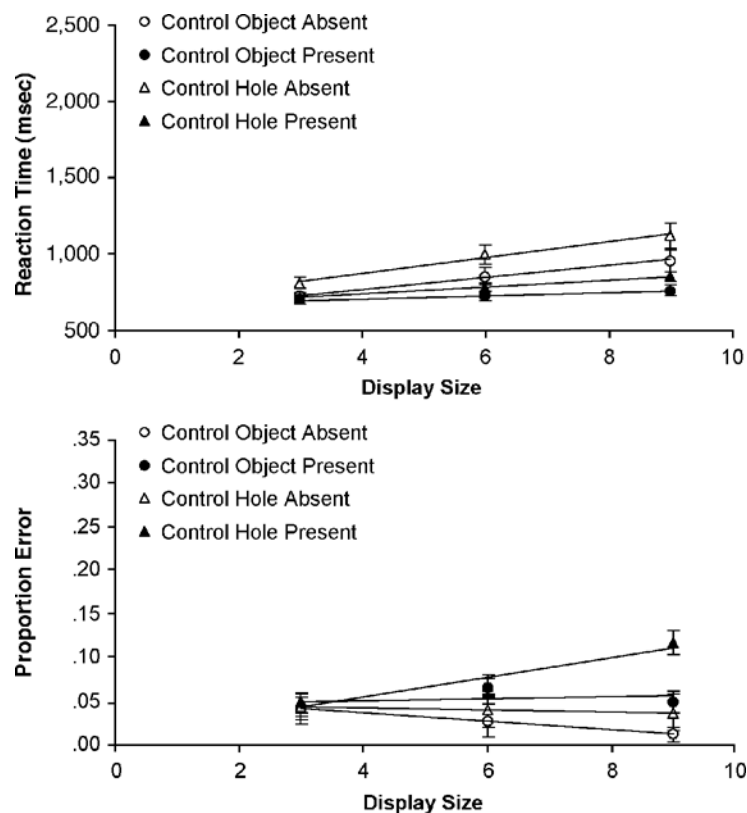 2,500
2,000
1,500
1,000
500
Reaction Time (msec)
Control Object Absent
Control Object Present
Control Hole Absent
Control Hole Present
0 2 4 6 8 10
Display Size
.35
.30
.25
.20
.15
.10
.05
.00
Proportion Error
Control Object Absent
Control Object Present
Control Hole Absent
Control Hole Present
0 2 4 6 8 10
Display Size